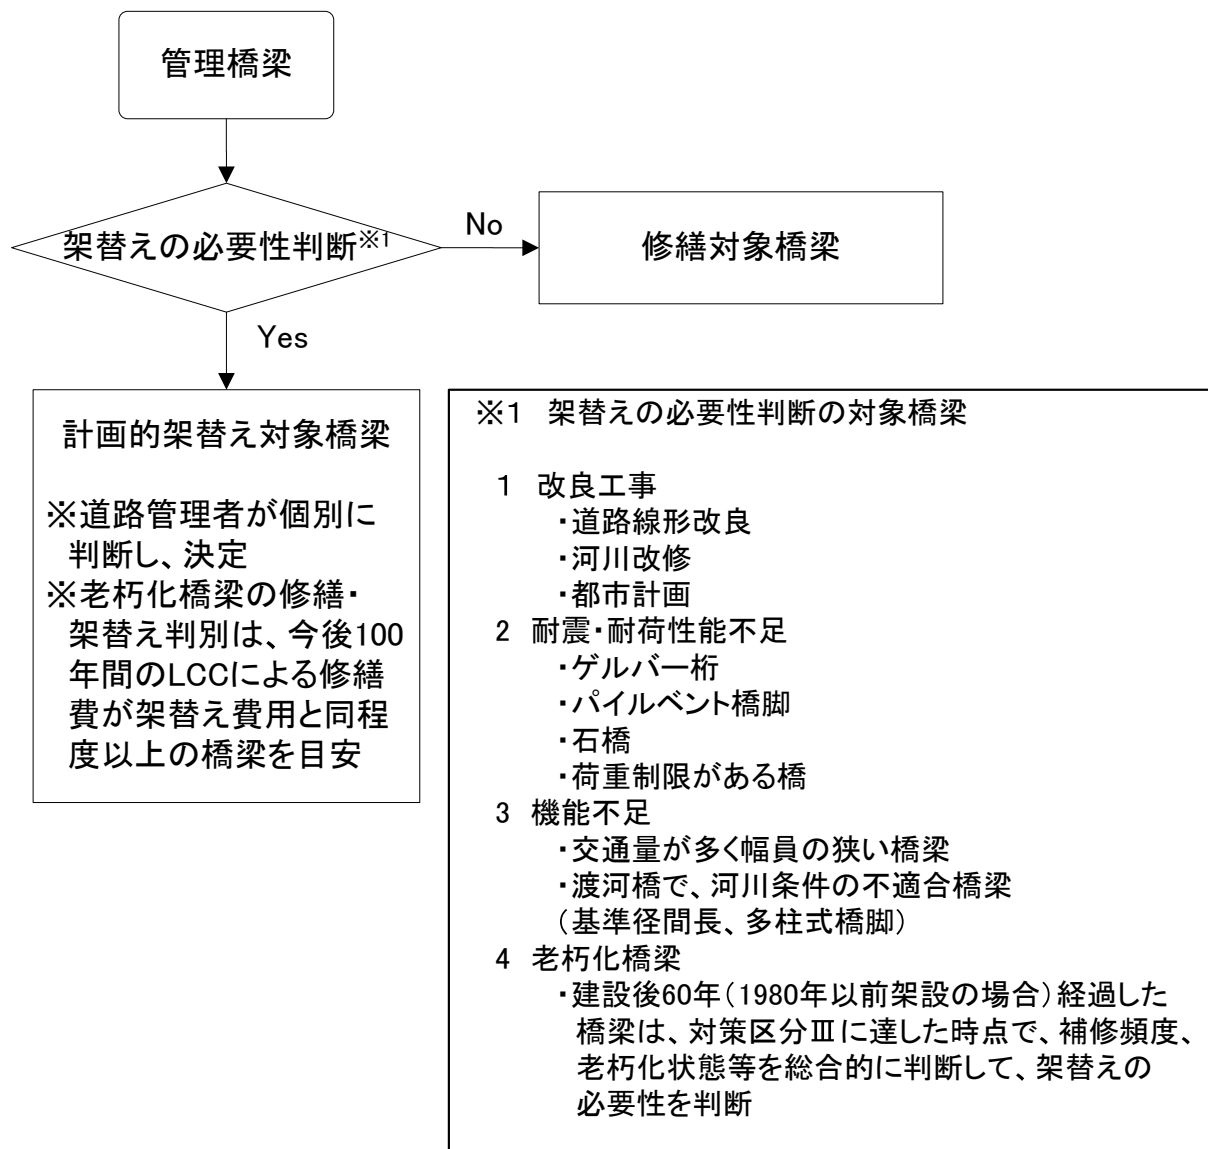 管理橋梁
架替えの必要性判断※1
No
修繕対象橋梁
Yes
計画的架替え対象橋梁
※道路管理者が個別に
判断し、決定
※老朽化橋梁の修繕・
架替え判別は、今後100
年間のLCCによる修繕
費が架替え費用と同程
度以上の橋梁を目安
※1 架替えの必要性判断の対象橋梁
1 改良工事
・道路線形改良
・河川改修
・都市計画
2 耐震・耐荷性能不足
・ゲルバー桁
・パイルベント橋脚
・石橋
・荷重制限がある橋
3 機能不足
・交通量が多く幅員の狭い橋梁
・渡河橋で、河川条件の不適合橋梁
(基準径間長、多柱式橋脚)
4 老朽化橋梁
・建設後60年(1980年以前架設の場合)経過した
橋梁は、対策区分Ⅲに達した時点で、補修頻度、
老朽化状態等を総合的に判断して、架替えの
必要性を判断